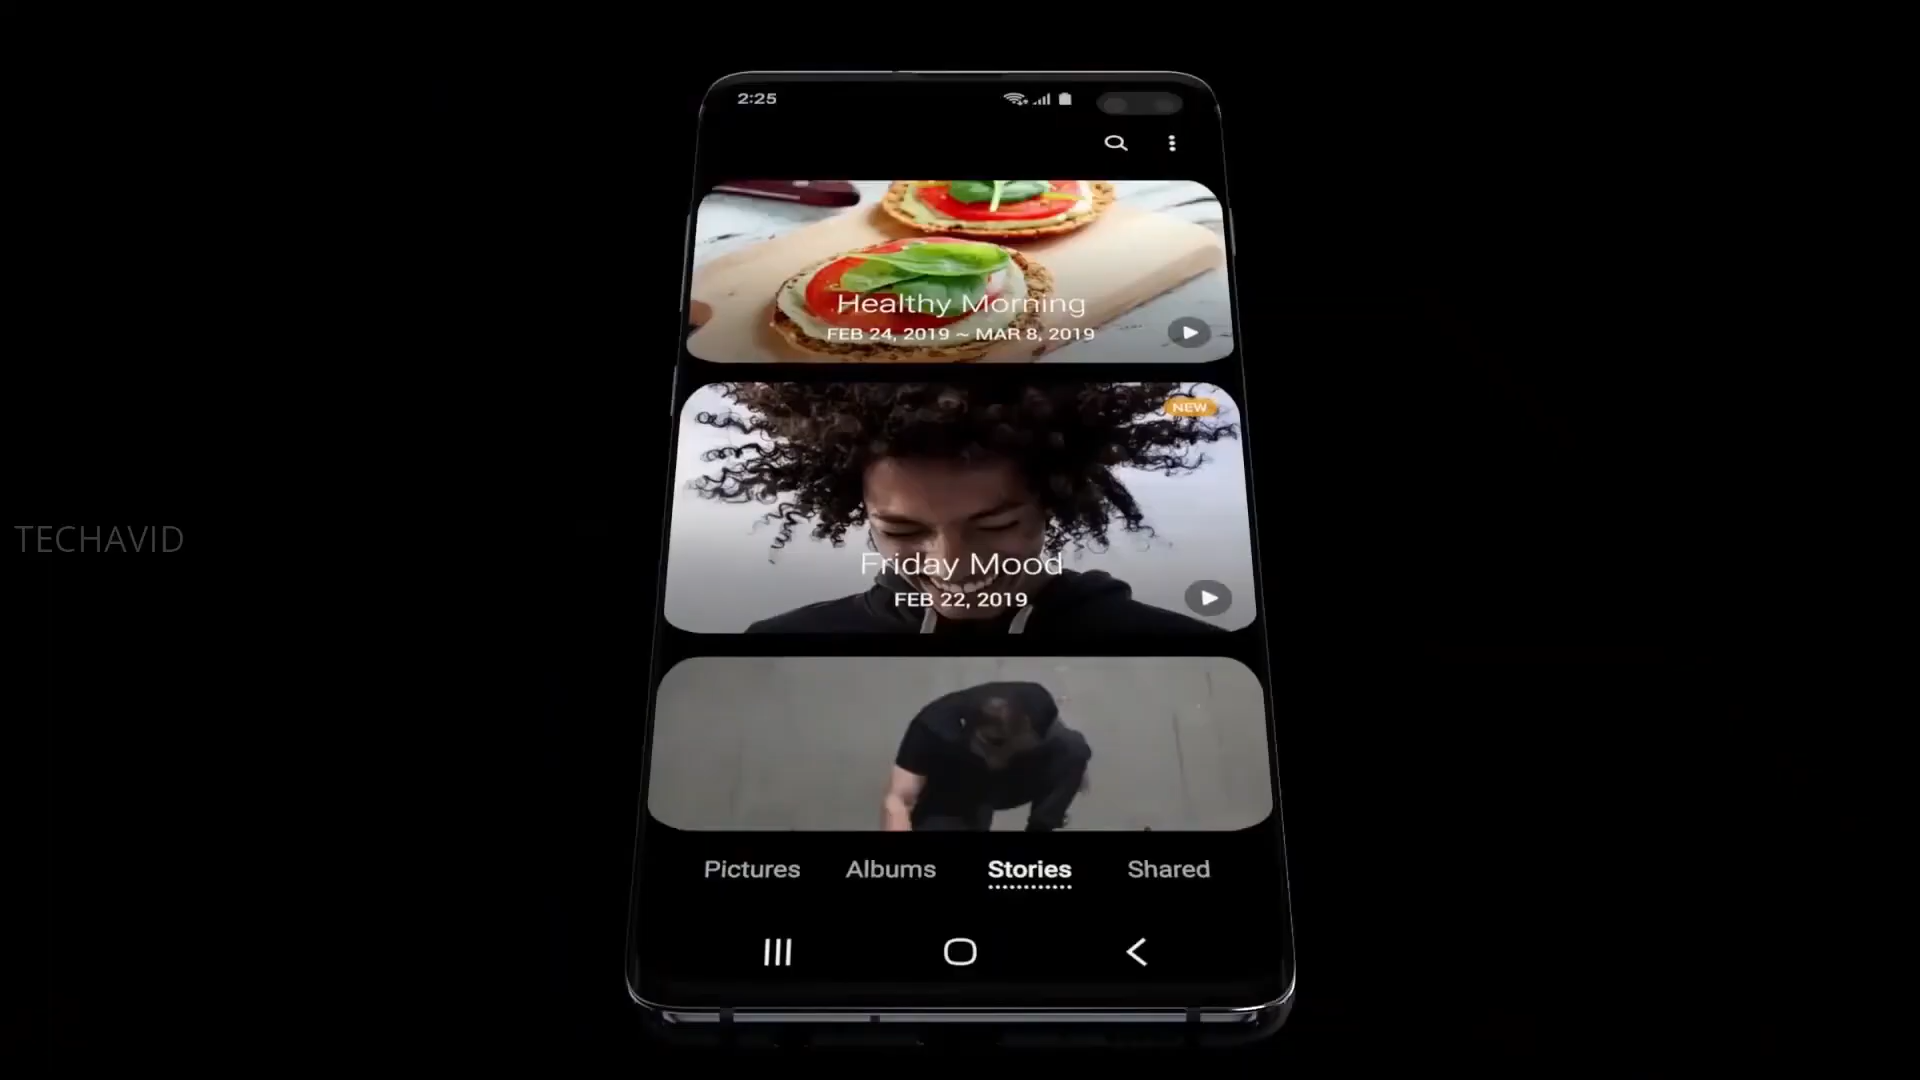 2:25
Healthy Morning
FEB 24, 2019 ~ MAR 8, 2019
NEW
Friday Mood
FEB 22, 2019
TECHAVID
Pictures Albums Stories Shared